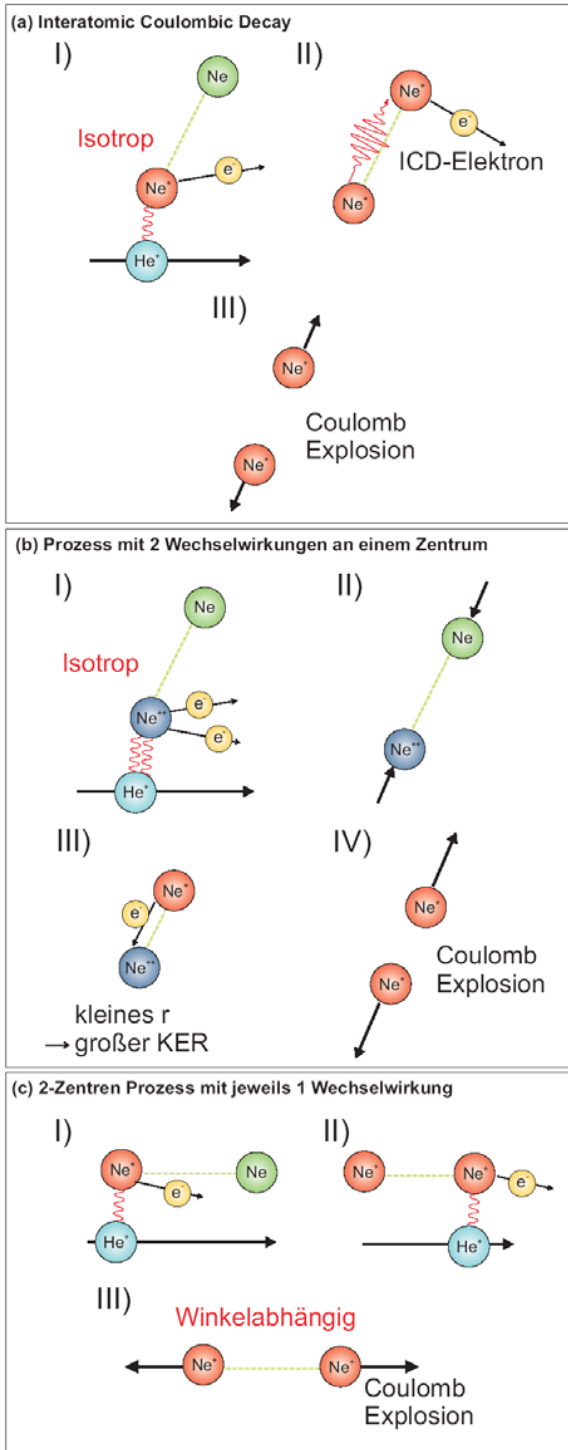 (a) Interatomic Coulombic Decay
I)
II)
Ne
Ne⁺
Isotrop
e⁻
ICD-Elektron
Ne⁺
e⁻
Ne⁺
He⁺
III)
Ne⁺
Coulomb
Explosion
Ne⁺
(b) Prozess mit 2 Wechselwirkungen an einem Zentrum
I)
II)
Ne
Ne
Isotrop
e⁻
Ne⁺⁺
e⁻
Ne⁺⁺
He⁺
III)
IV)
Ne⁺
e⁻
Ne⁺
Ne⁺⁺
Coulomb
Explosion
Ne⁺
kleines r
→ großer KER
(c) 2-Zentren Prozess mit jeweils 1 Wechselwirkung
I)
II)
Ne⁺
Ne
e⁻
He⁺
Ne⁺
Ne⁺
e⁻
He⁺
III)
Winkelabhängig
Ne⁺
Ne⁺
Coulomb
Explosion